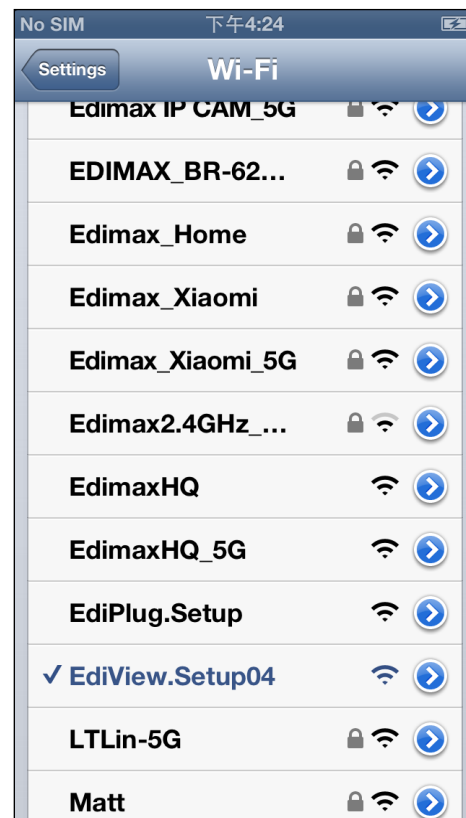 No SIM 下午4:24
Settings Wi-Fi
Edimax IP CAM_5G
EDIMAX_BR-62...
Edimax_Home
Edimax_Xiaomi
Edimax_Xiaomi_5G
Edimax2.4GHz_...
EdimaxHQ
EdimaxHQ_5G
EdiPlug.Setup
EdiView.Setup04
LTLin-5G
Matt